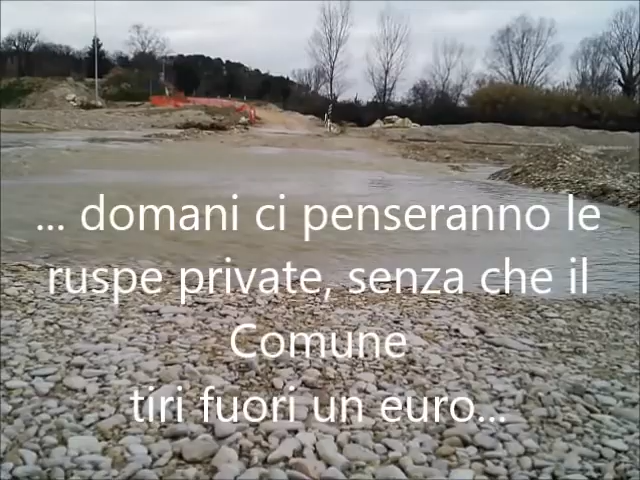 ... domani ci penseranno le
ruspe private, senza che il
Comune
tiri fuori un euro...